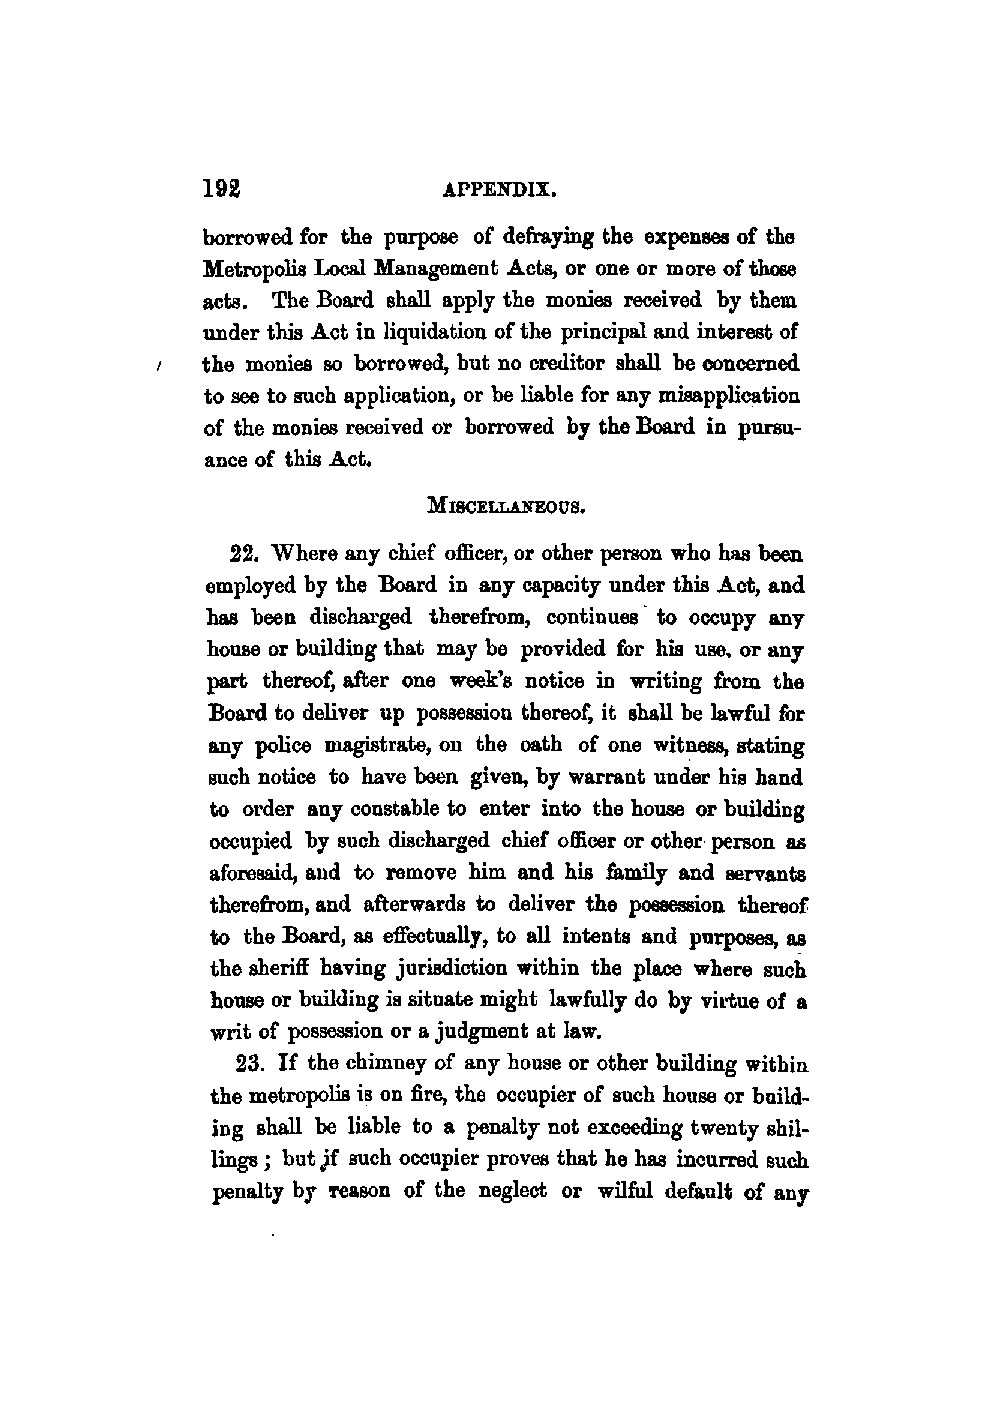 192 APPENDIX.
borrowed for the purpose of defraying the expenses of the
Metropolis Local Management Acts, or one or more of those
acts. The Board shall apply the monies received by them
under this Act in liquidation of the principal and interest of
the monies so borrowed, but no creditor shall be concerned
to see to such application, or be liable for any misapplication
of the monies received or borrowed by the Board in pursu-
ance of this Act.
MISCELLANEOUS.
22. Where any chief officer, or other person who has been
employed by the Board in any capacity under this Act, and
has been discharged therefrom, continues to occupy any
house or building that may be provided for his use, or any
part thereof, after one week's notice in writing from the
Board to deliver up possession thereof, it shall be lawful for
any police magistrate, on the oath of one witness, stating
such notice to have been given, by warrant under his hand
to order any constable to enter into the house or building
occupied by such discharged chief officer or other person as
aforesaid, and to remove him and his family and servants
therefrom, and afterwards to deliver the possession thereof
to the Board, as effectually, to all intents and purposes, as
the sheriff having jurisdiction within the place where such
house or building is situate might lawfully do by virtue of a
writ of possession or a judgment at law.
23. If the chimney of any house or other building within
the metropolis is on fire, the occupier of such house or build-
ing shall be liable to a penalty not exceeding twenty shil-
lings; but if such occupier proves that he has incurred such
penalty by reason of the neglect or wilful default of any